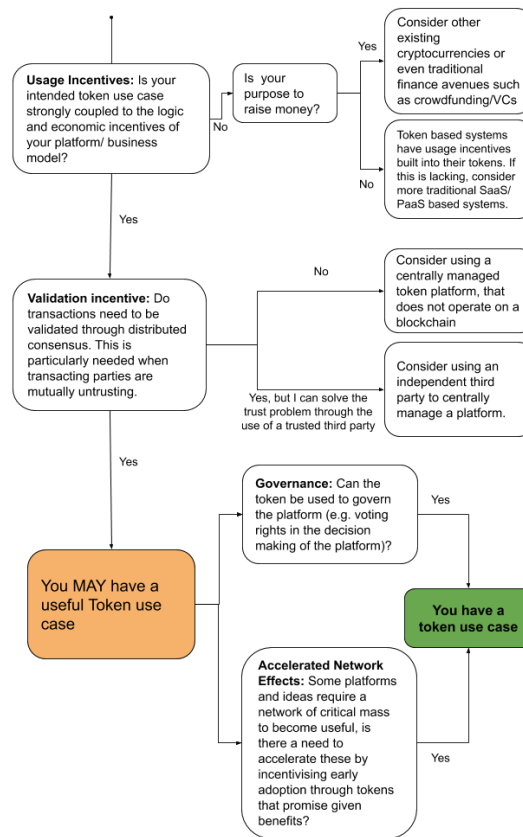 Usage Incentives: Is your
intended token use case
strongly coupled to the logic
and economic incentives of
your platform/ business
model?
No
Is your
purpose to
raise money?
Yes
Consider other
existing
cryptocurrencies or
even traditional
finance avenues such
as crowdfunding/VCs
No
Token based systems
have usage incentives
built into their tokens. If
this is lacking, consider
more traditional SaaS/
PaaS based systems.
Yes
Validation incentive: Do
transactions need to be
validated through distributed
consensus. This is
particularly needed when
transacting parties are
mutually untrusting.
No
Consider using a
centrally managed
token platform, that
does not operate on a
blockchain
Yes, but I can solve the
trust problem through the
use of a trusted third party
Consider using an
independent third
party to centrally
manage a platform.
Yes
You MAY have a
useful Token use
case
Governance: Can the
token be used to govern
the platform (e.g. voting
rights in the decision
making of the platform)?
Yes
You have a
token use case
Accelerated Network
Effects: Some platforms
and ideas require a
network of critical mass
to become useful, is
there a need to
accelerate these by
incentivising early
adoption through tokens
that promise given
benefits?
Yes